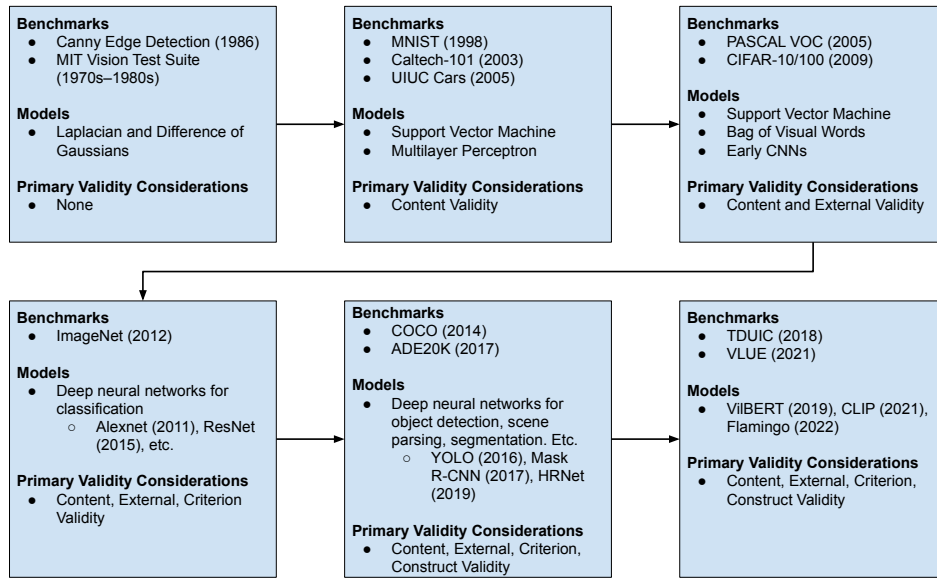 Benchmarks
● Canny Edge Detection (1986)
● MIT Vision Test Suite
(1970s–1980s)
Models
● Laplacian and Difference of
Gaussians
Primary Validity Considerations
● None
Benchmarks
● MNIST (1998)
● Caltech-101 (2003)
● UIUC Cars (2005)
Models
● Support Vector Machine
● Multilayer Perceptron
Primary Validity Considerations
● Content Validity
Benchmarks
● PASCAL VOC (2005)
● CIFAR-10/100 (2009)
Models
● Support Vector Machine
● Bag of Visual Words
● Early CNNs
Primary Validity Considerations
● Content and External Validity
Benchmarks
● ImageNet (2012)
Models
● Deep neural networks for
classification
○ Alexnet (2011), ResNet
(2015), etc.
Primary Validity Considerations
● Content, External, Criterion
Validity
Benchmarks
● COCO (2014)
● ADE20K (2017)
Models
● Deep neural networks for
object detection, scene
parsing, segmentation. Etc.
○ YOLO (2016), Mask
R-CNN (2017), HRNet
(2019)
Primary Validity Considerations
● Content, External, Criterion,
Construct Validity
Benchmarks
● TDUIC (2018)
● VLUE (2021)
Models
● VilBERT (2019), CLIP (2021),
Flamingo (2022)
Primary Validity Considerations
● Content, External, Criterion,
Construct Validity